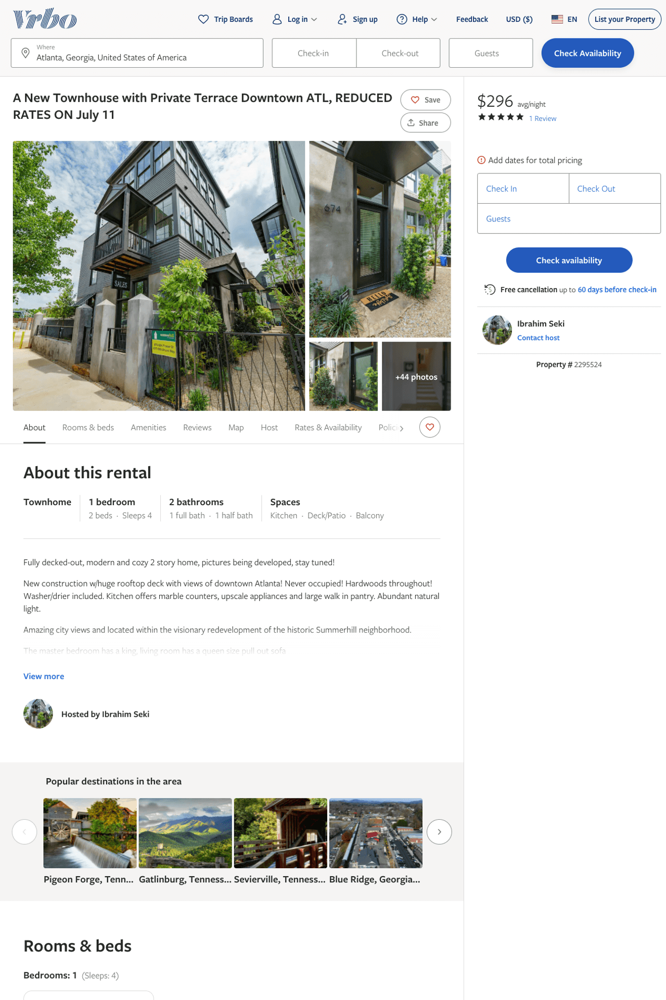 Vrbo
Trip Boards
Log in
Sign up
Help
Feedback
USD ($)
EN
List your Property
Where
Atlanta, Georgia, United States of America
Check-in
Check-out
Guests
Check Availability
A New Townhouse with Private Terrace Downtown ATL, REDUCED
RATES ON July 11
Save
Share
$296 avg/night
1 Review
Add dates for total pricing
Check In
Check Out
Guests
Check availability
Free cancellation up to 60 days before check-in
Ibrahim Seki
Contact host
Property # 2295524
674
SALES
HELLO
+44 photos
About
Rooms & beds
Amenities
Reviews
Map
Host
Rates & Availability
Polici
About this rental
Townhome
1 bedroom
2 beds · Sleeps 4
2 bathrooms
1 full bath · 1 half bath
Spaces
Kitchen · Deck/Patio · Balcony
Fully decked-out, modern and cozy 2 story home, pictures being developed, stay tuned!
New construction w/huge rooftop deck with views of downtown Atlanta! Never occupied! Hardwoods throughout!
Washer/drier included. Kitchen offers marble counters, upscale appliances and large walk in pantry. Abundant natural
light.
Amazing city views and located within the visionary redevelopment of the historic Summerhill neighborhood.
The master bedroom has a king, living room has a queen size pull out sofa
View more
Hosted by Ibrahim Seki
Popular destinations in the area
Pigeon Forge, Tenn...
Gatlinburg, Tenness...
Sevierville, Tenness...
Blue Ridge, Georgia...
Rooms & beds
Bedrooms: 1 (Sleeps: 4)